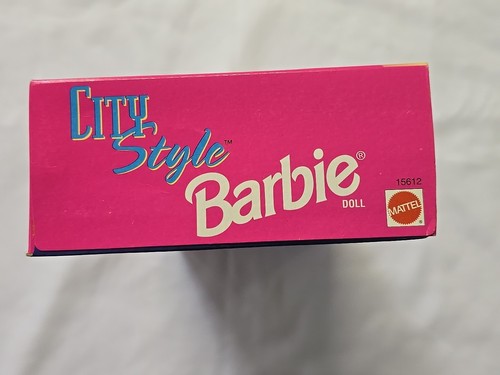 CITY
Style™
Barbie®
DOLL
15612
MATTEL®